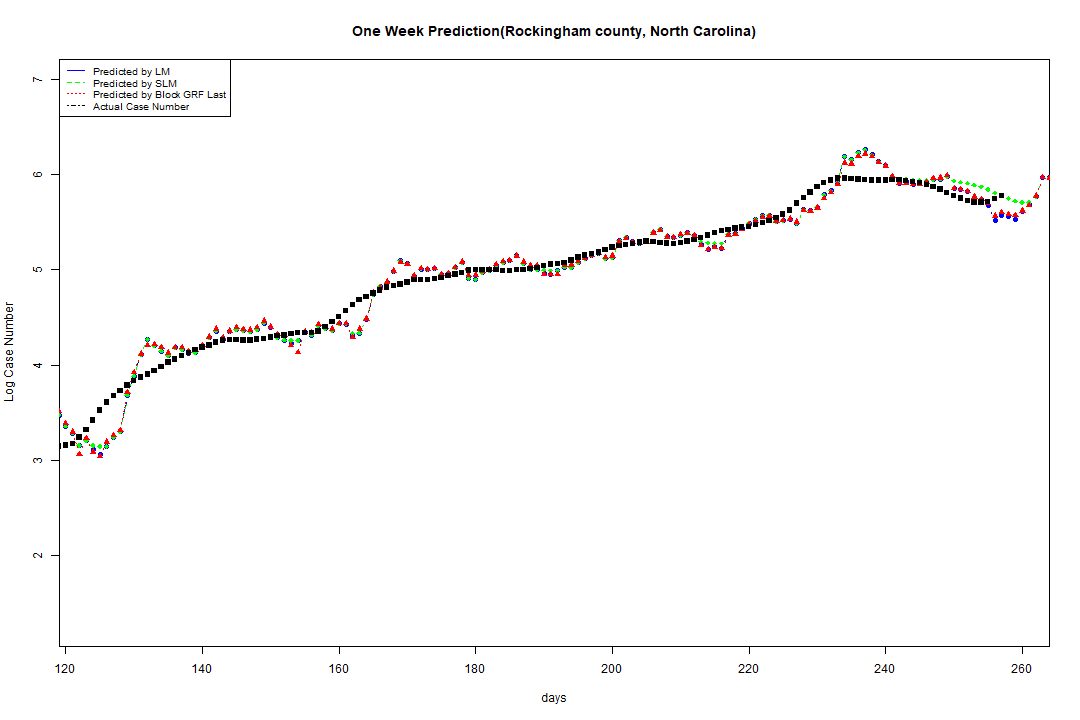 One Week Prediction(Rockingham county, North Carolina)
Predicted by LM
Predicted by SLM
Predicted by Block GRF Last
Actual Case Number
7
6
5
4
3
2
Log Case Number
120 140 160 180 200 220 240 260
days